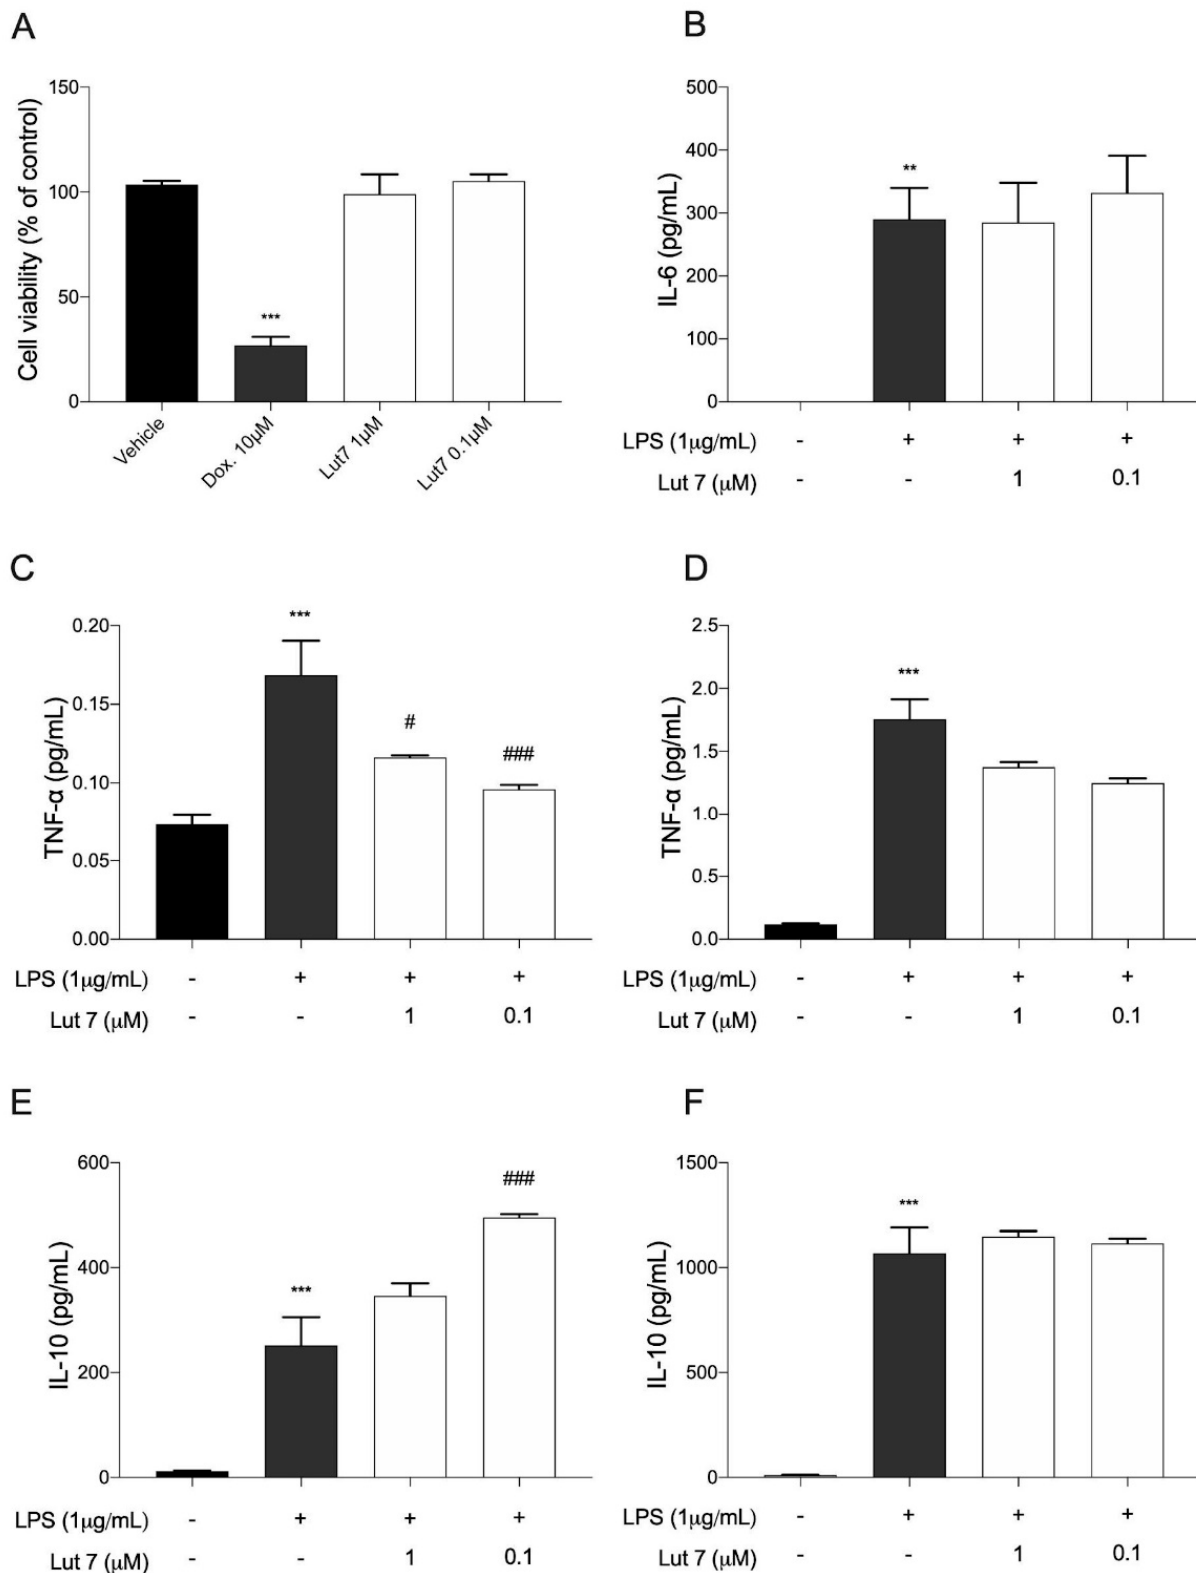 A
Cell viability (% of control)
150
100
50
0
***
Vehicle
Dox. 10μM
Lut7 1μM
Lut7 0.1μM
B
IL-6 (pg/mL)
500
400
300
200
100
0
**
LPS (1μg/mL) - + + +
Lut 7 (μM) - - 1 0.1
C
TNF-α (pg/mL)
0.20
0.15
0.10
0.05
0.00
***
#
###
LPS (1μg/mL) - + + +
Lut 7 (μM) - - 1 0.1
D
TNF-α (pg/mL)
2.5
2.0
1.5
1.0
0.5
0.0
***
LPS (1μg/mL) - + + +
Lut 7 (μM) - - 1 0.1
E
IL-10 (pg/mL)
600
400
200
0
***
###
LPS (1μg/mL) - + + +
Lut 7 (μM) - - 1 0.1
F
IL-10 (pg/mL)
1500
1000
500
0
***
LPS (1μg/mL) - + + +
Lut 7 (μM) - - 1 0.1